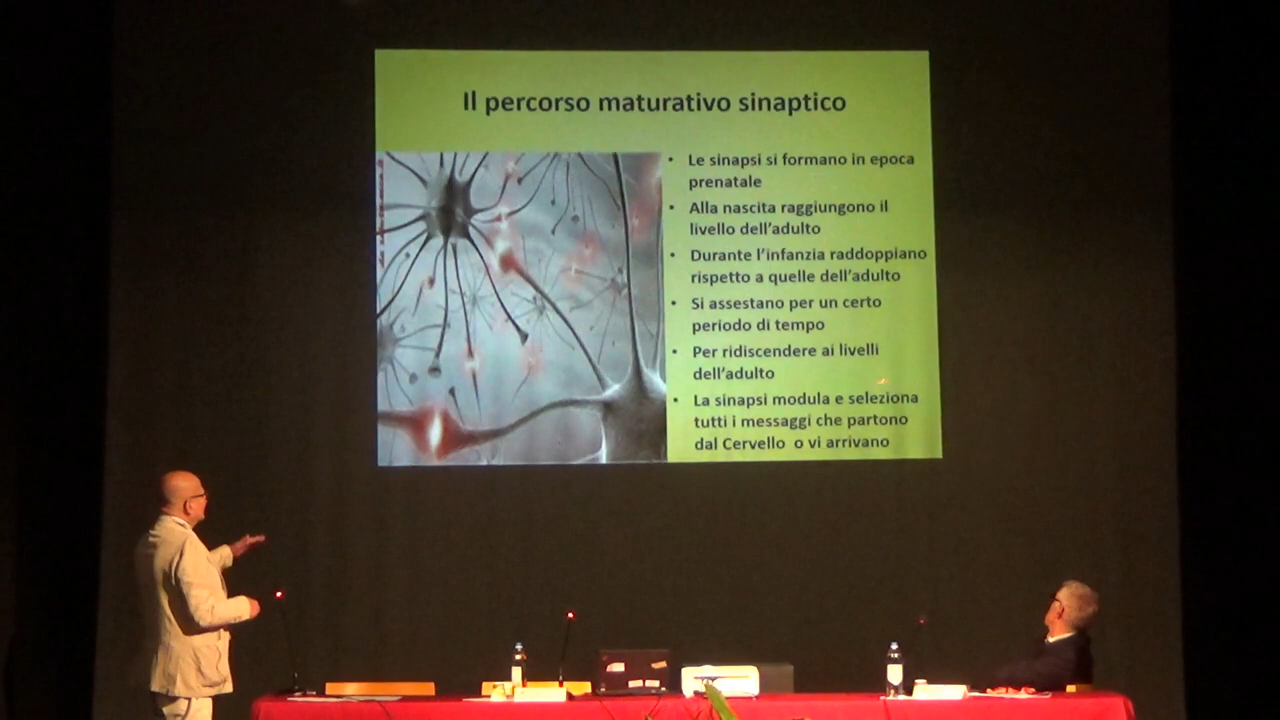 Il percorso maturativo sinaptico
• Le sinapsi si formano in epoca
prenatale
• Alla nascita raggiungono il
livello dell'adulto
• Durante l'infanzia raddoppiano
rispetto a quelle dell'adulto
• Si assestano per un certo
periodo di tempo
• Per ridiscendere ai livelli
dell'adulto
• La sinapsi modula e seleziona
tutti i messaggi che partono
dal Cervello o vi arrivano